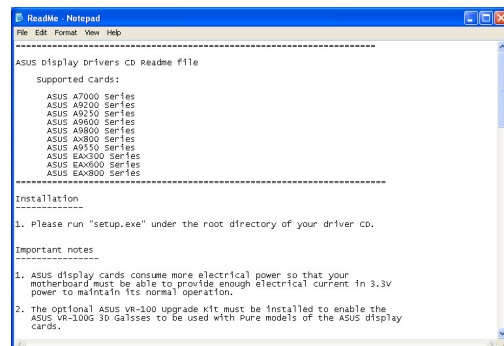 ReadMe - Notepad
File Edit Format View Help
------------------------------------------------------------------------
ASUS Display Drivers CD Readme file
Supported Cards:
ASUS A7000 Series
ASUS A9200 Series
ASUS A9250 Series
ASUS A9600 Series
ASUS A9800 Series
ASUS AX800 Series
ASUS A9550 Series
ASUS EAX300 Series
ASUS EAX600 Series
ASUS EAX800 Series
==========================================================================
Installation
-------------
1. Please run "setup.exe" under the root directory of your driver CD.
Important notes
----------------
1. ASUS display cards consume more electrical power so that your
motherboard must be able to provide enough electrical current in 3.3V
power to maintain its normal operation.
2. The Optional ASUS VR-100 Upgrade Kit must be installed to enable the
ASUS VR-100G 3D Galsses to be used with Pure models of the ASUS display
cards.